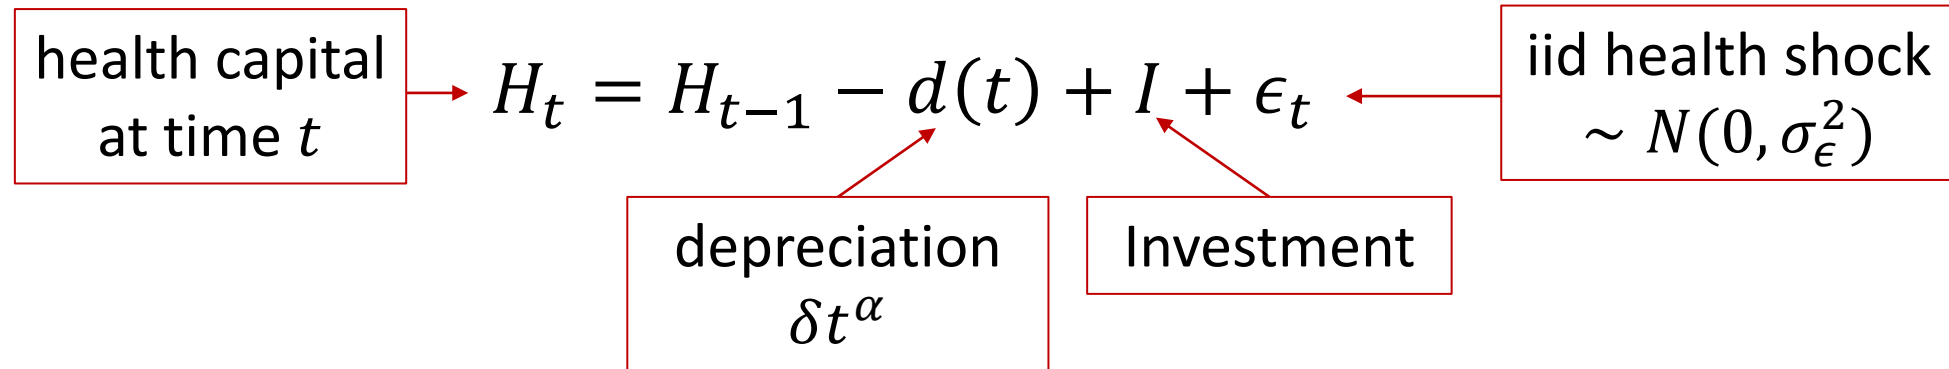 health capital
at time t
H_t = H_{t−1} − d(t) + I + ϵ_t
iid health shock
∼ N(0, σ_ϵ^2)
depreciation
δt^α
Investment